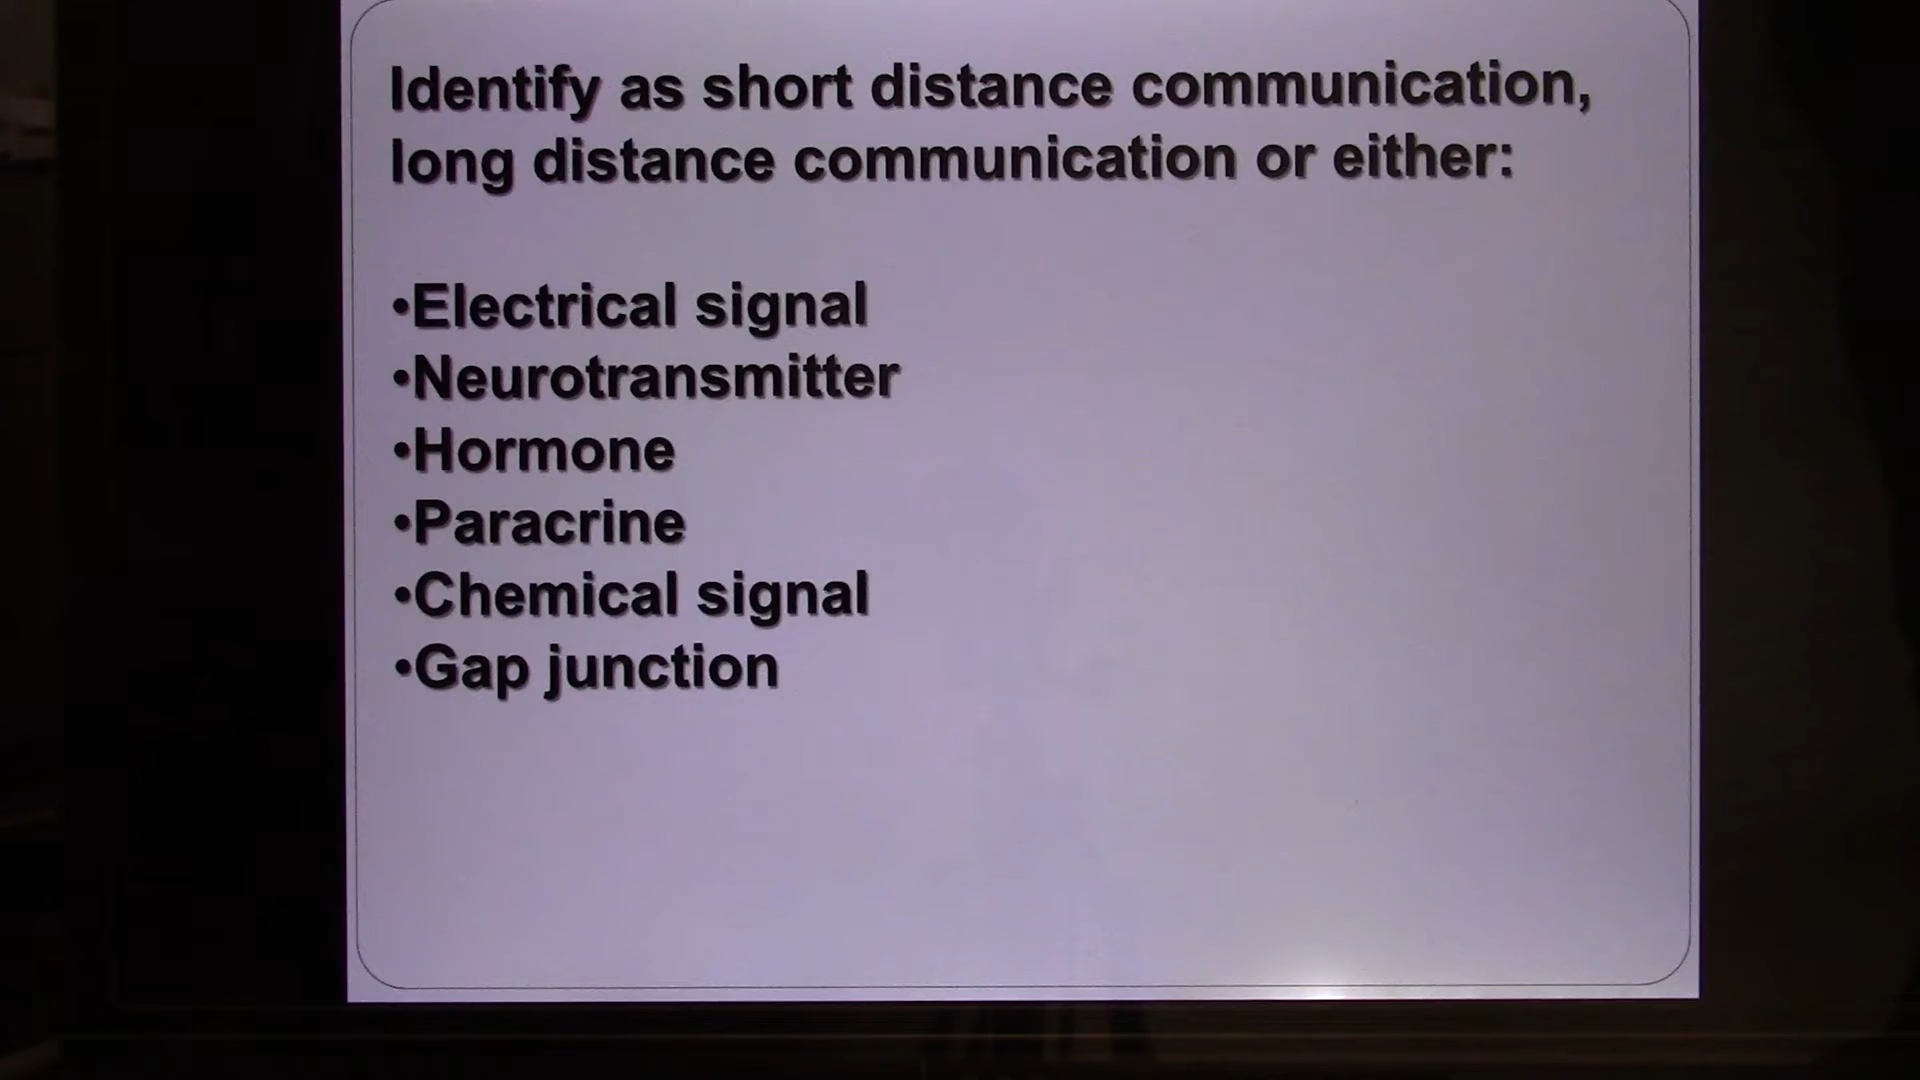 Identify as short distance communication,
long distance communication or either:
•Electrical signal
•Neurotransmitter
•Hormone
•Paracrine
•Chemical signal
•Gap junction